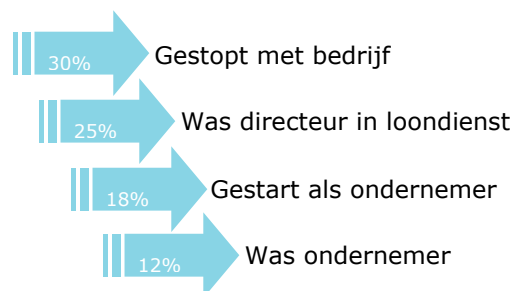 30% Gestopt met bedrijf
25% Was directeur in loondienst
18% Gestart als ondernemer
12% Was ondernemer